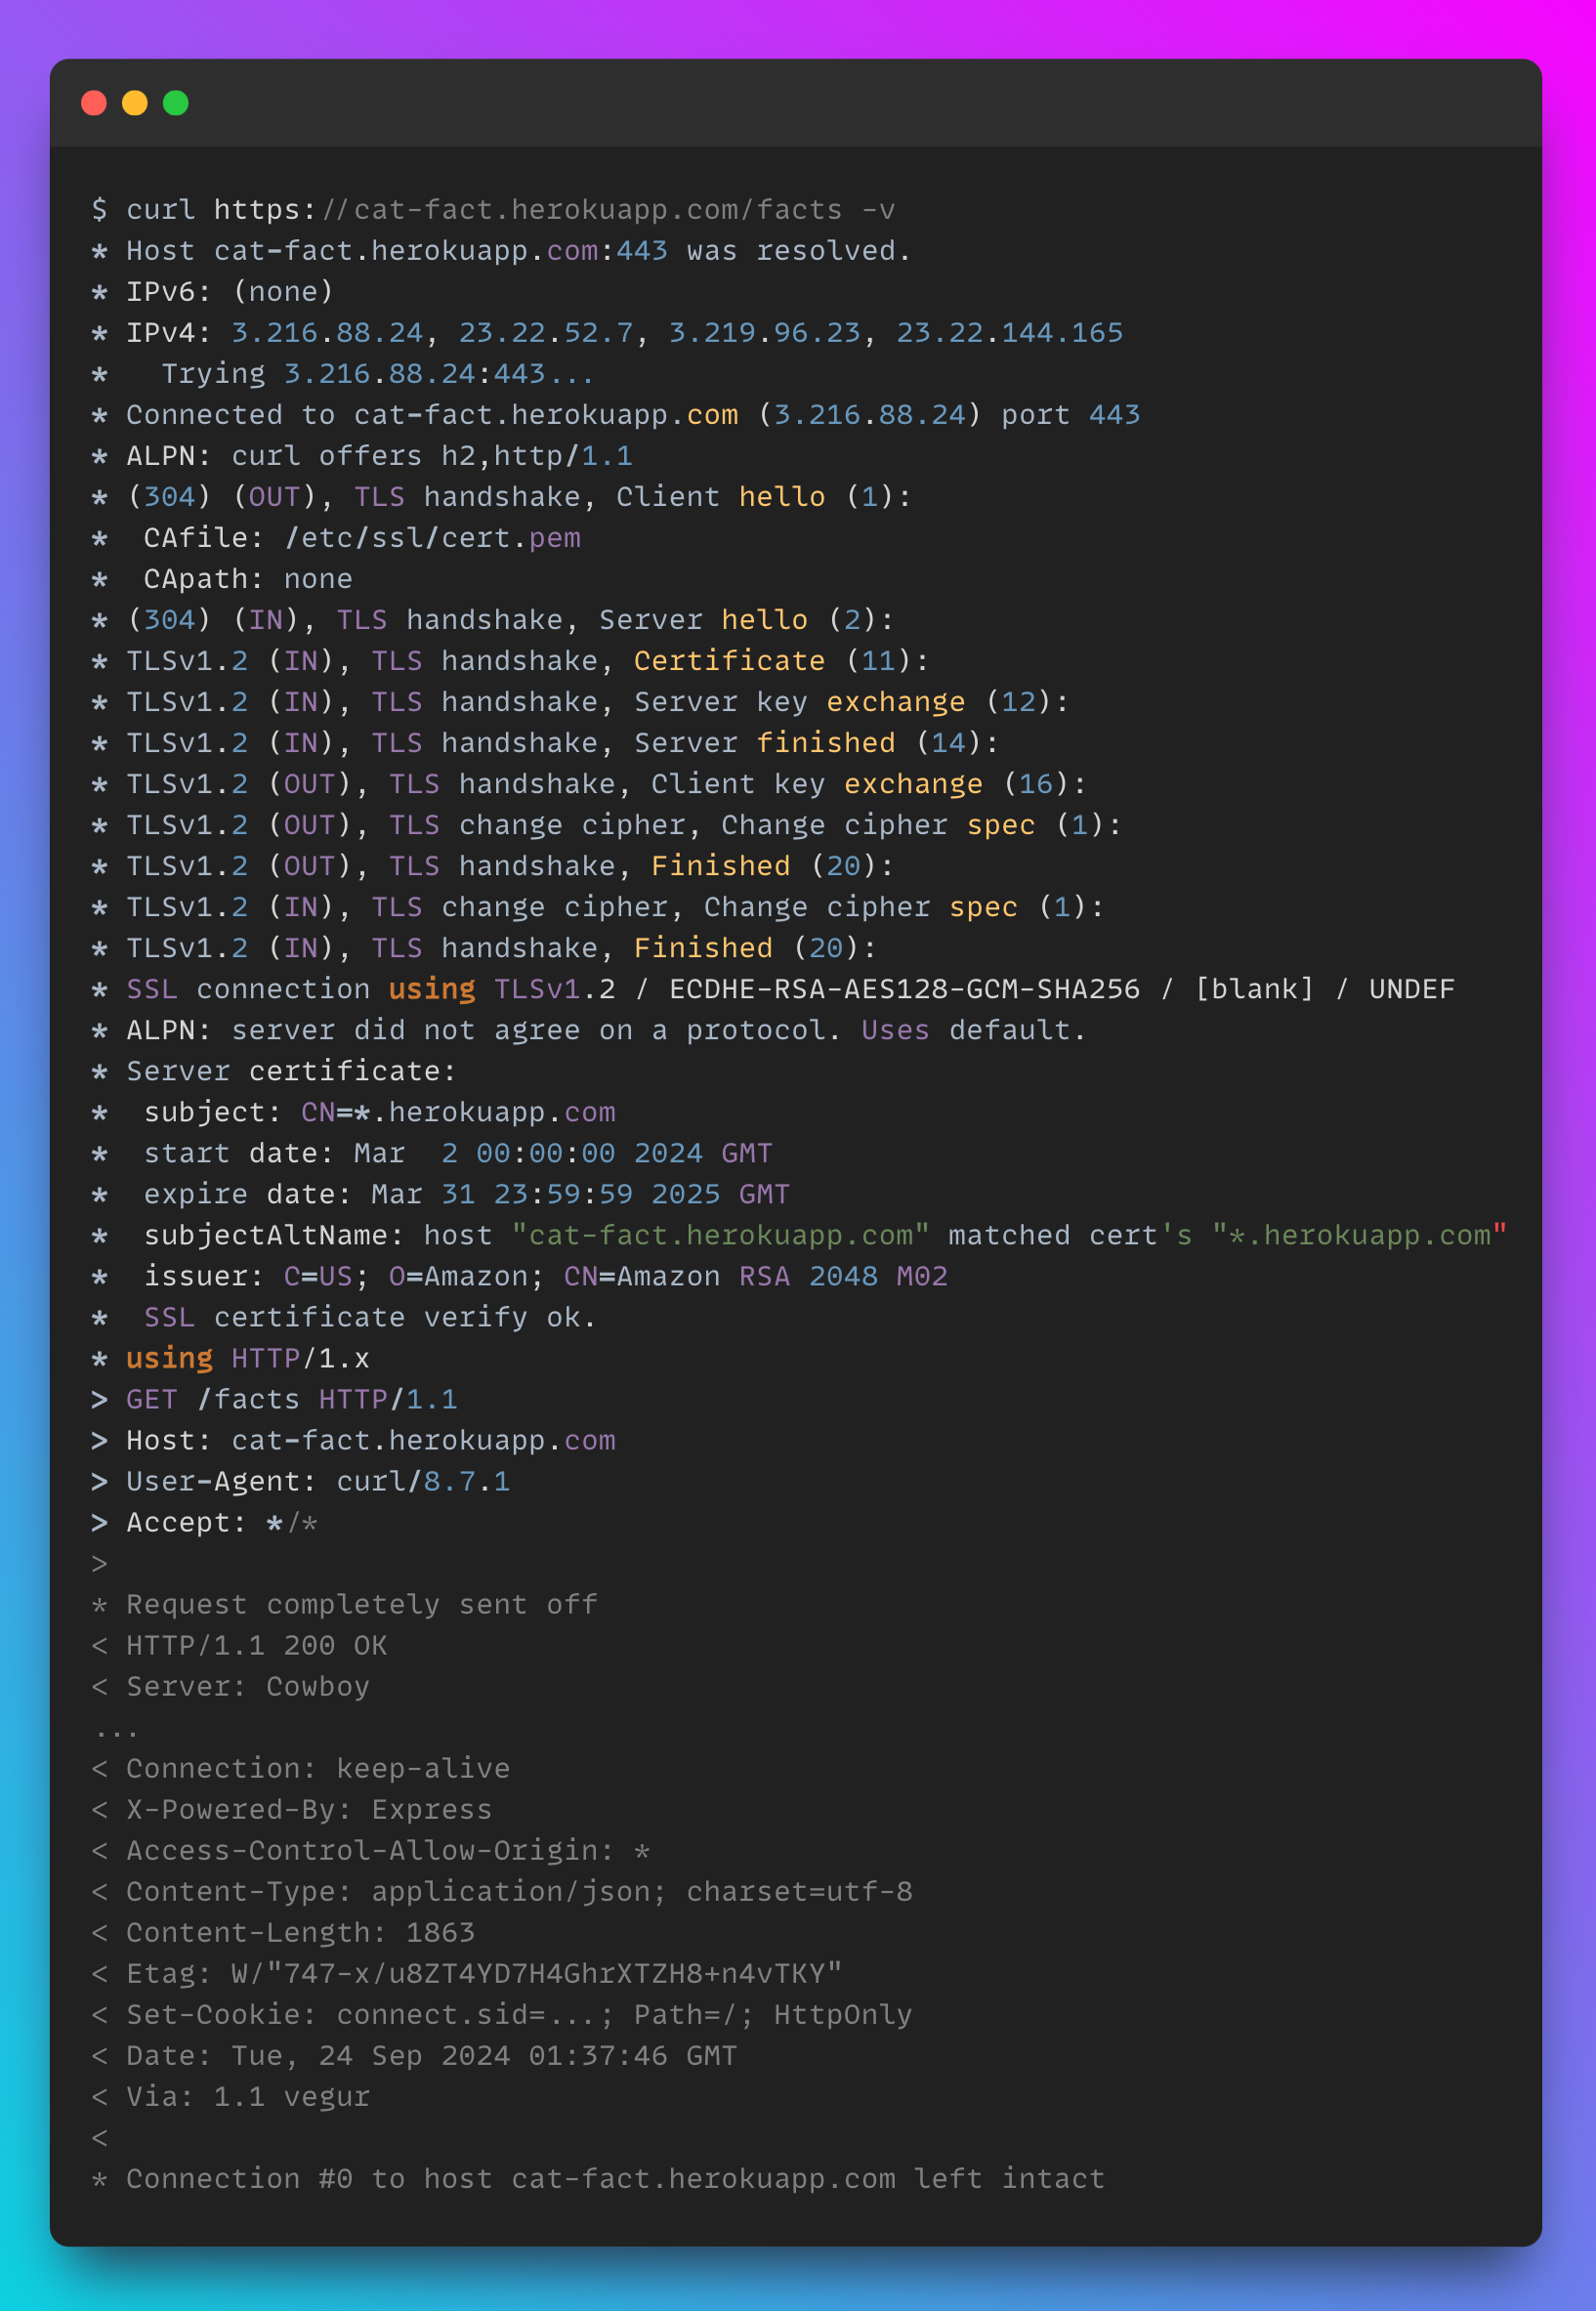 $ curl https://cat-fact.herokuapp.com/facts -v
* Host cat-fact.herokuapp.com:443 was resolved.
* IPv6: (none)
* IPv4: 3.216.88.24, 23.22.52.7, 3.219.96.23, 23.22.144.165
*   Trying 3.216.88.24:443...
* Connected to cat-fact.herokuapp.com (3.216.88.24) port 443
* ALPN: curl offers h2,http/1.1
* (304) (OUT), TLS handshake, Client hello (1):
*  CAfile: /etc/ssl/cert.pem
*  CApath: none
* (304) (IN), TLS handshake, Server hello (2):
* TLSv1.2 (IN), TLS handshake, Certificate (11):
* TLSv1.2 (IN), TLS handshake, Server key exchange (12):
* TLSv1.2 (IN), TLS handshake, Server finished (14):
* TLSv1.2 (OUT), TLS handshake, Client key exchange (16):
* TLSv1.2 (OUT), TLS change cipher, Change cipher spec (1):
* TLSv1.2 (OUT), TLS handshake, Finished (20):
* TLSv1.2 (IN), TLS change cipher, Change cipher spec (1):
* TLSv1.2 (IN), TLS handshake, Finished (20):
* SSL connection using TLSv1.2 / ECDHE-RSA-AES128-GCM-SHA256 / [blank] / UNDEF
* ALPN: server did not agree on a protocol. Uses default.
* Server certificate:
*  subject: CN=*.herokuapp.com
*  start date: Mar  2 00:00:00 2024 GMT
*  expire date: Mar 31 23:59:59 2025 GMT
*  subjectAltName: host "cat-fact.herokuapp.com" matched cert's "*.herokuapp.com"
*  issuer: C=US; O=Amazon; CN=Amazon RSA 2048 M02
*  SSL certificate verify ok.
* using HTTP/1.x
> GET /facts HTTP/1.1
> Host: cat-fact.herokuapp.com
> User-Agent: curl/8.7.1
> Accept: */*
>
* Request completely sent off
< HTTP/1.1 200 OK
< Server: Cowboy
...
< Connection: keep-alive
< X-Powered-By: Express
< Access-Control-Allow-Origin: *
< Content-Type: application/json; charset=utf-8
< Content-Length: 1863
< Etag: W/"747-x/u8ZT4YD7H4GhrXTZH8+n4vTKY"
< Set-Cookie: connect.sid=...; Path=/; HttpOnly
< Date: Tue, 24 Sep 2024 01:37:46 GMT
< Via: 1.1 vegur
<
* Connection #0 to host cat-fact.herokuapp.com left intact